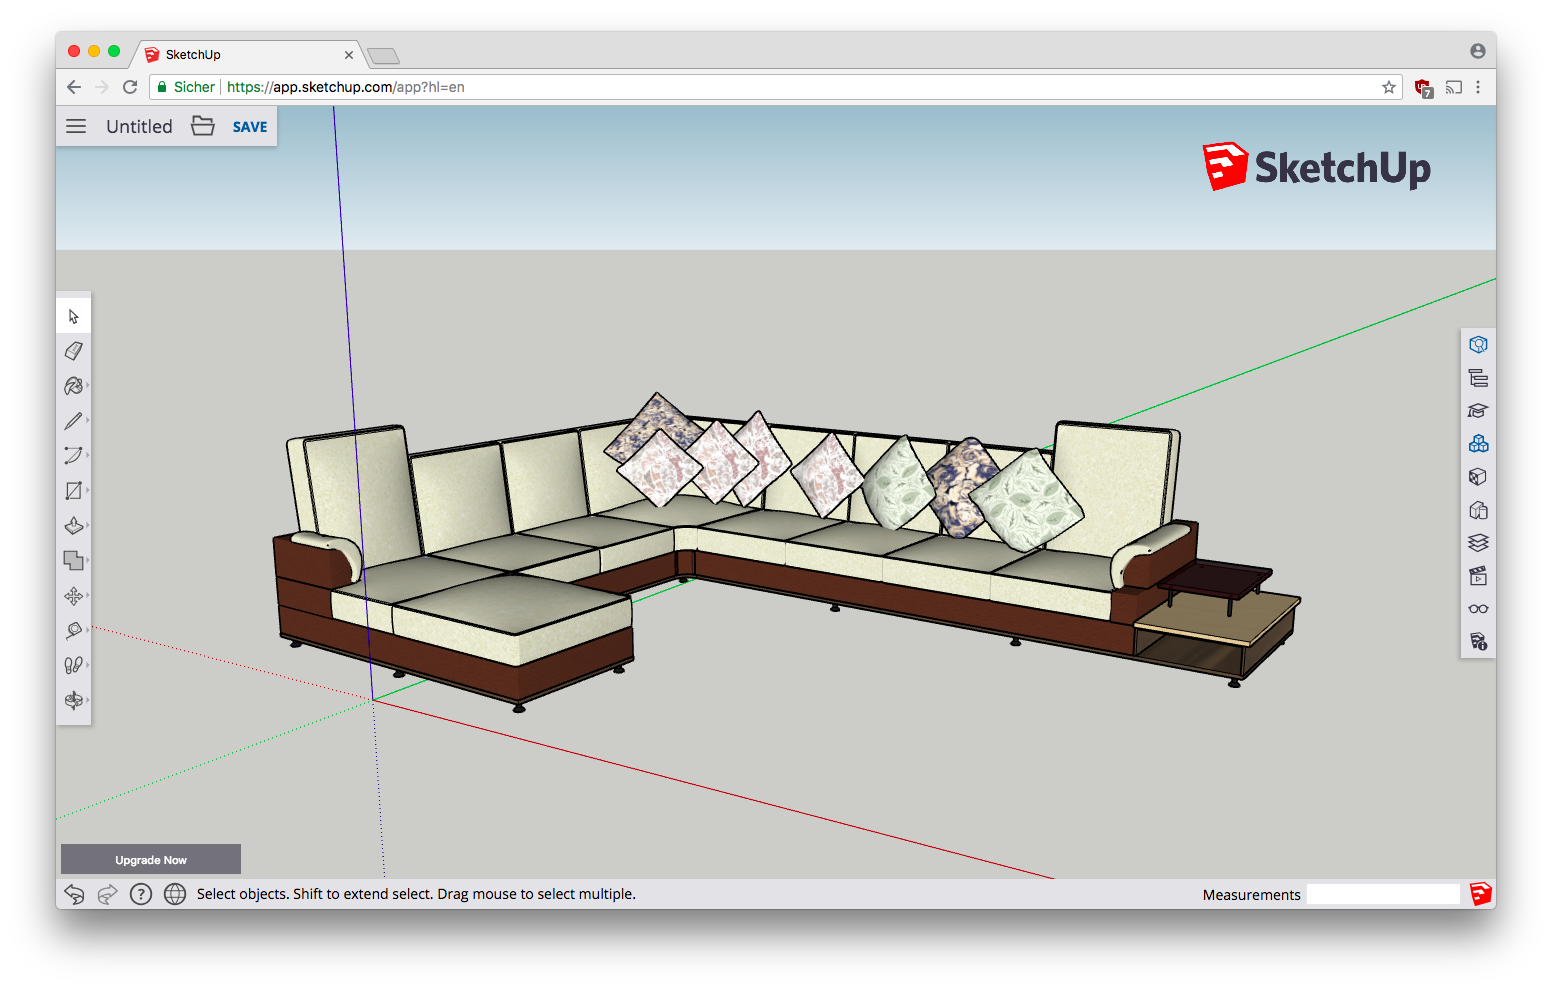 SketchUp
Sicher https://app.sketchup.com/app?hl=en
7
Untitled SAVE
SketchUp
Upgrade Now
? Select objects. Shift to extend select. Drag mouse to select multiple.
Measurements